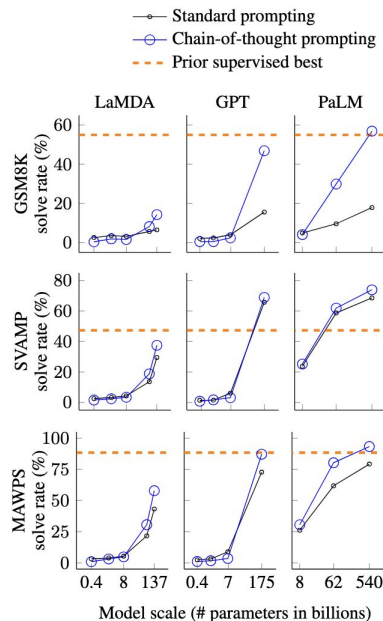 Standard prompting
Chain-of-thought prompting
Prior supervised best
LaMDA GPT PaLM
GSM8K
solve rate (%)
60
40
20
0
SVAMP
solve rate (%)
80
60
40
20
0
MAWPS
solve rate (%)
100
75
50
25
0
0.4 8 137 0.4 7 175 8 62 540
Model scale (# parameters in billions)